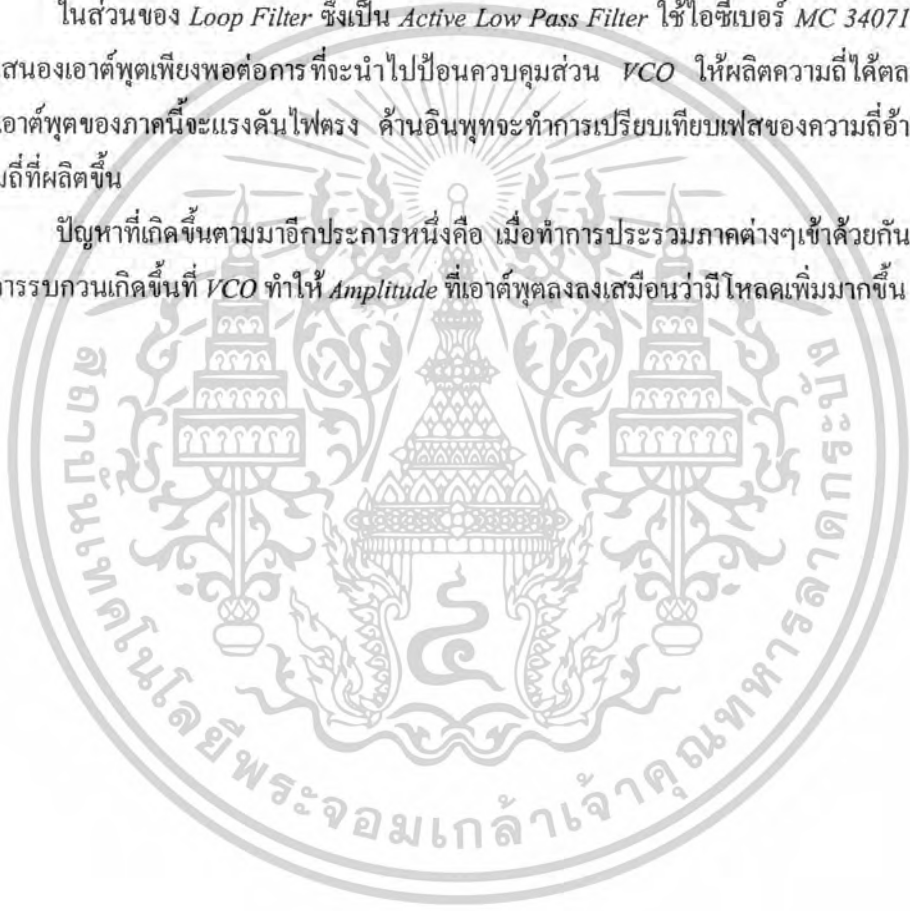 ในส่วนของ Loop Filter ซึ่งเป็น Active Low Pass Filter ใช้ไอซีเบอร์ MC 34071
สนองเอาต์พุตเพียงพอต่อการที่จะนำไปป้อนควบคุมส่วน VCO ให้ผลิตความถี่ได้ตล
เอาต์พุตของภาคนี้จะแรงดันไฟตรง ด้านอินพุทจะทำการเปรียบเทียบเฟสของความถี่อ้า
มถี่ที่ผลิตขึ้น
ปัญหาที่เกิดขึ้นตามมาอีกประการหนึ่งคือ เมื่อทำการประรวมภาคต่างๆเข้าด้วยกัน
ารรบกวนเกิดขึ้นที่ VCO ทำให้ Amplitude ที่เอาต์พุตลงลงเสมือนว่ามีโหลดเพิ่มมากขึ้น
สถาบันเทคโนโลยีพระจอมเกล้าเจ้าคุณทหารลาดกระบัง